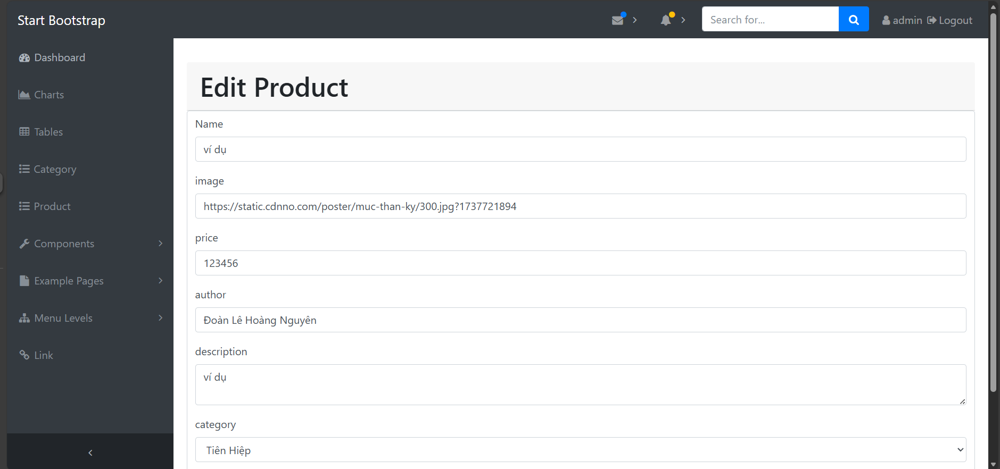 Start Bootstrap
Search for...
admin
Logout
Dashboard
Charts
Tables
Category
Product
Components
Example Pages
Menu Levels
Link
Edit Product
Name
ví dụ
image
https://static.cdnno.com/poster/muc-than-ky/300.jpg?1737721894
price
123456
author
Đoàn Lê Hoàng Nguyên
description
ví dụ
category
Tiên Hiệp